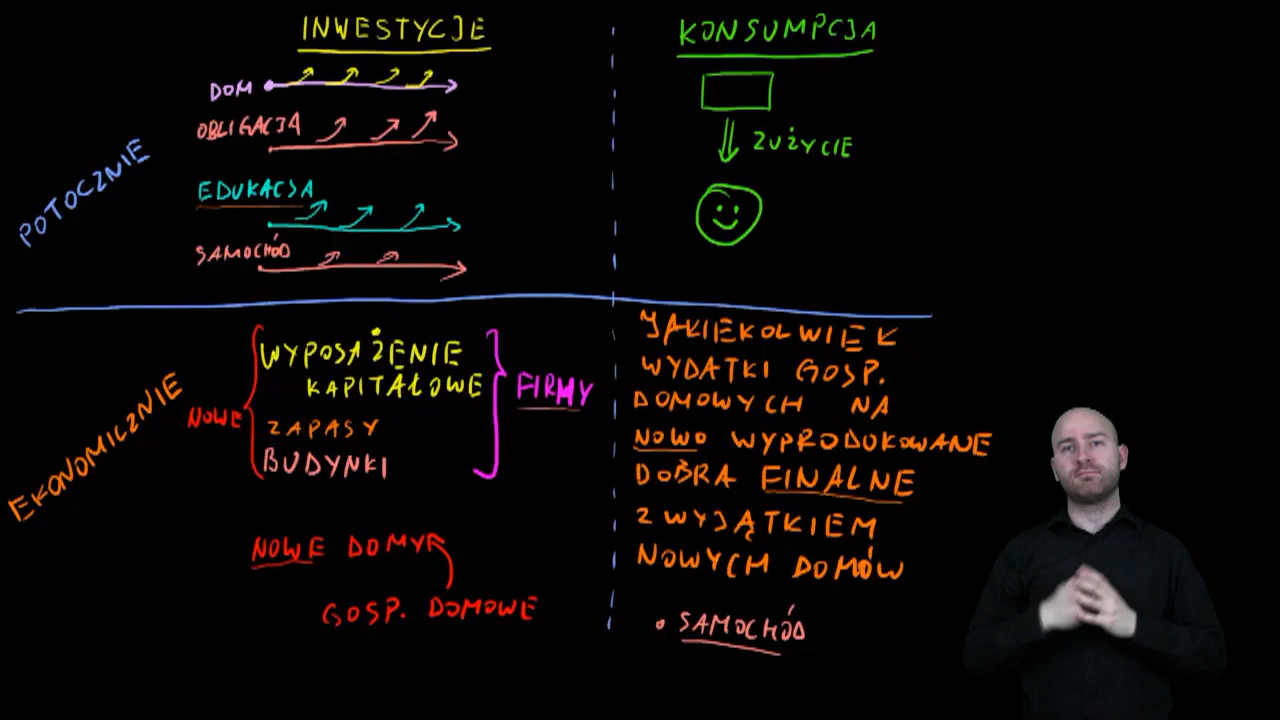 INWESTYCJE
DOM
OBLIGACJA
EDUKACJA
SAMOCHÓD
KONSUMPCJA
ZUŻYCIE
POTOCZNIE
EKONOMICZNIE
NOWE
WYPOSAŻENIE
KAPITAŁOWE
ZAPASY
BUDYNKI
FIRMY
NOWE DOMY
GOSP. DOMOWE
JAKIEKOLWIEK
WYDATKI GOSP.
DOMOWYCH NA
NOWO WYPRODUKOWANE
DOBRA FINALNE
Z WYJĄTKIEM
NOWYCH DOMÓW
• SAMOCHÓD